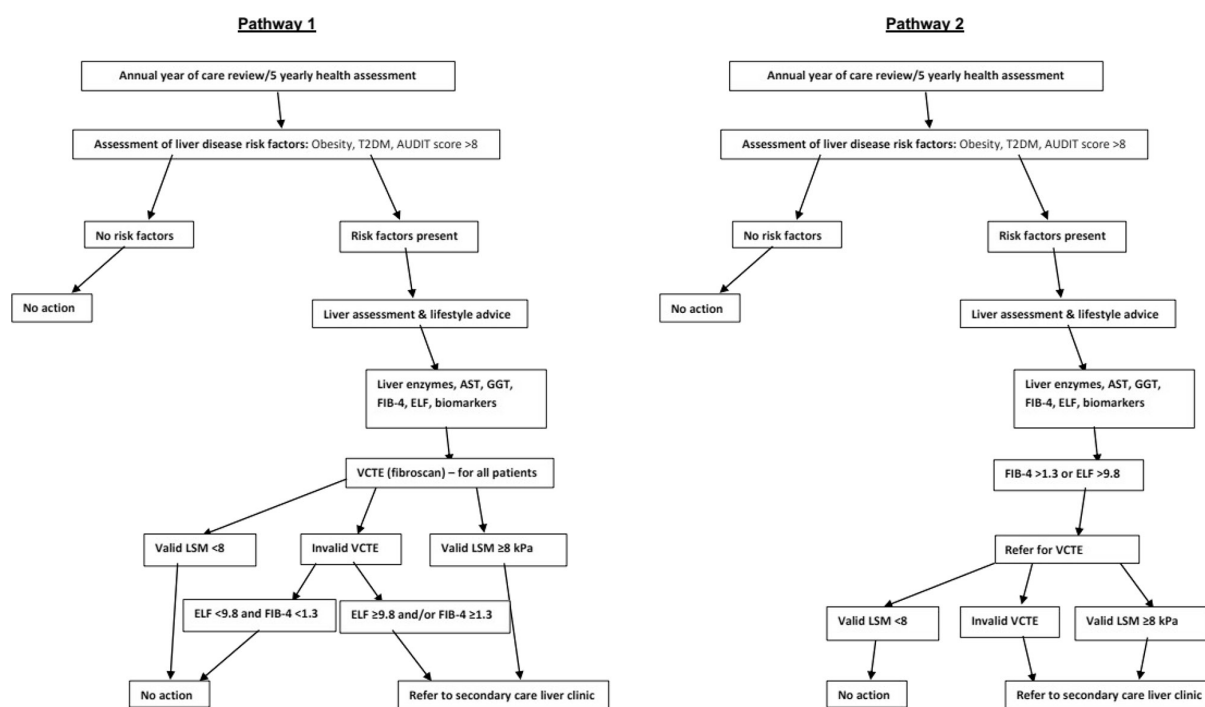 Pathway 1
Annual year of care review/5 yearly health assessment
Assessment of liver disease risk factors: Obesity, T2DM, AUDIT score >8
No risk factors
Risk factors present
No action
Liver assessment & lifestyle advice
Liver enzymes, AST, GGT,
FIB-4, ELF, biomarkers
VCTE (fibroscan) – for all patients
Valid LSM <8
Invalid VCTE
Valid LSM ≥8 kPa
ELF <9.8 and FIB-4 <1.3
ELF ≥9.8 and/or FIB-4 ≥1.3
No action
Refer to secondary care liver clinic
Pathway 2
Annual year of care review/5 yearly health assessment
Assessment of liver disease risk factors: Obesity, T2DM, AUDIT score >8
No risk factors
Risk factors present
No action
Liver assessment & lifestyle advice
Liver enzymes, AST, GGT,
FIB-4, ELF, biomarkers
FIB-4 >1.3 or ELF >9.8
Refer for VCTE
Valid LSM <8
Invalid VCTE
Valid LSM ≥8 kPa
No action
Refer to secondary care liver clinic